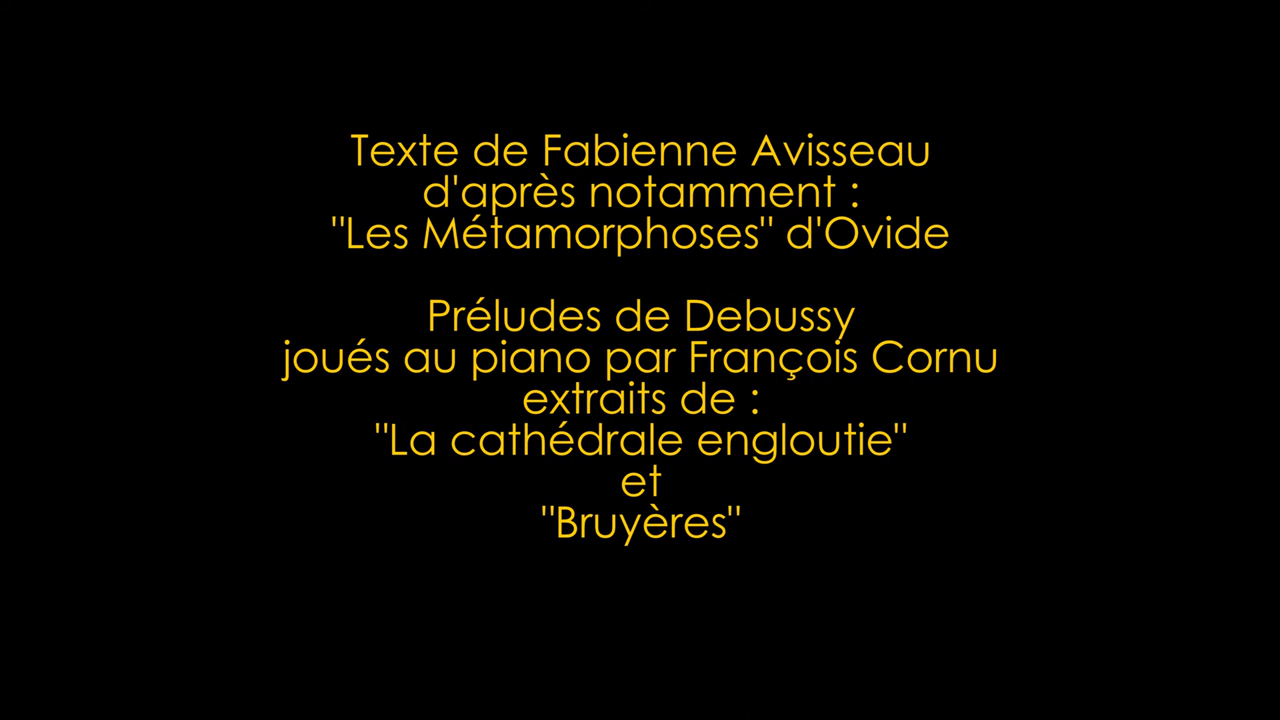 Texte de Fabienne Avisseau
d'après notamment :
"Les Métamorphoses" d'Ovide
Préludes de Debussy
joués au piano par François Cornu
extraits de :
"La cathédrale engloutie"
et
"Bruyères"